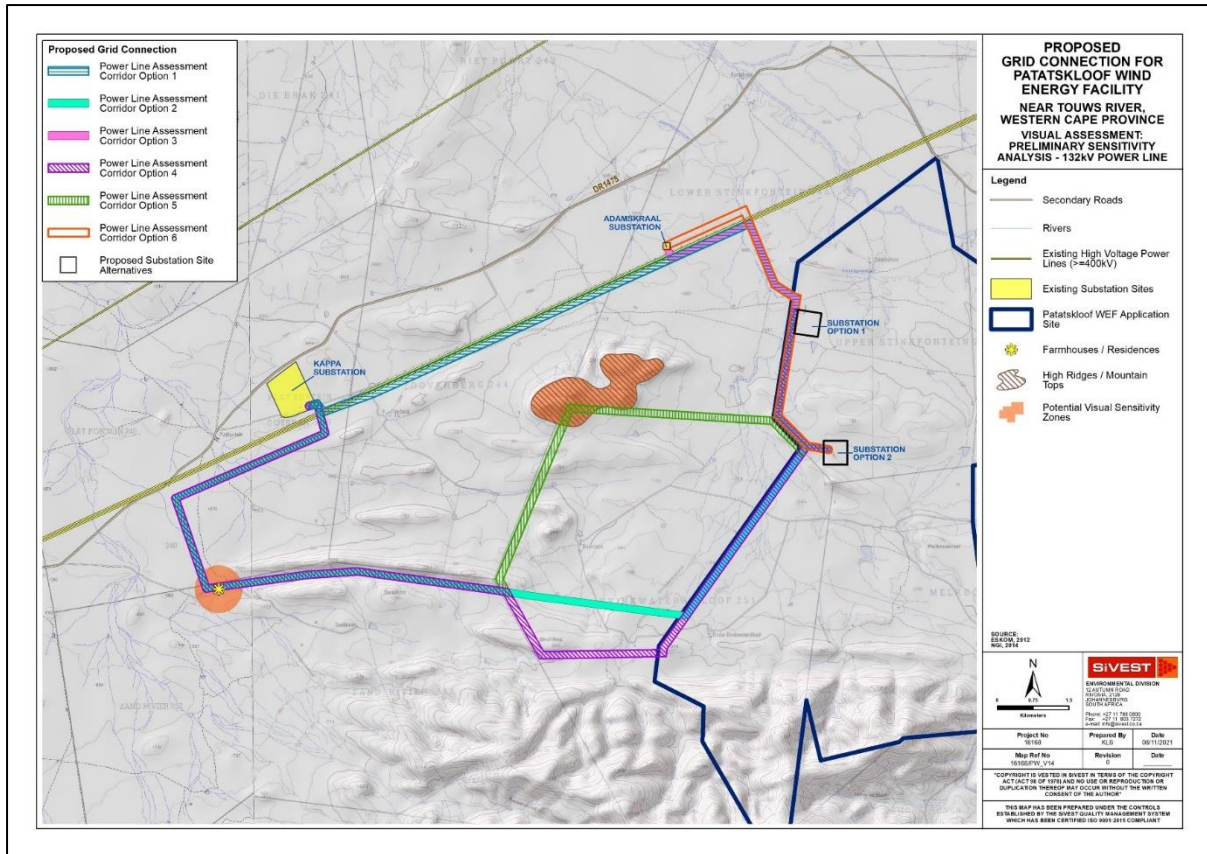 Proposed Grid Connection
Power Line Assessment
Corridor Option 1
Power Line Assessment
Corridor Option 2
Power Line Assessment
Corridor Option 3
Power Line Assessment
Corridor Option 4
Power Line Assessment
Corridor Option 5
Power Line Assessment
Corridor Option 6
Proposed Substation Site
Alternatives
DR1475
ADAMSKRAAL
SUBSTATION
SUBSTATION
OPTION 1
KAPPA
SUBSTATION
SUBSTATION
OPTION 2
PROPOSED
GRID CONNECTION FOR
PATATSKLOOF WIND
ENERGY FACILITY
NEAR TOUWS RIVER,
WESTERN CAPE PROVINCE
VISUAL ASSESSMENT:
PRELIMINARY SENSITIVITY
ANALYSIS - 132kV POWER LINE
Legend
Secondary Roads
Rivers
Existing High Voltage Power
Lines (>=400kV)
Existing Substation Sites
Patatskloof WEF Application
Site
Farmhouses / Residences
High Ridges / Mountain
Tops
Potential Visual Sensitivity
Zones
SOURCE:
ESKOM, 2012
NGI, 2014
N
Kilometers
SiVEST
ENVIRONMENTAL DIVISION
12 AUTUMN ROAD
RIVONIA, 2128
JOHANNESBURG
SOUTH AFRICA
Project No
Prepared By
Date
KLS
Map Ref No
Revision
Date
0
"COPYRIGHT IS VESTED IN SIVEST IN TERMS OF THE COPYRIGHT
ACT (ACT 98 OF 1978) AND NO USE OR REPRODUCTION OR
DUPLICATION THEREOF MAY OCCUR WITHOUT THE WRITTEN
CONSENT OF THE AUTHOR"
THIS MAP HAS BEEN PREPARED UNDER THE CONTROLS
ESTABLISHED BY THE SIVEST QUALITY MANAGEMENT SYSTEM
WHICH HAS BEEN CERTIFIED ISO 9001:2015 COMPLIANT